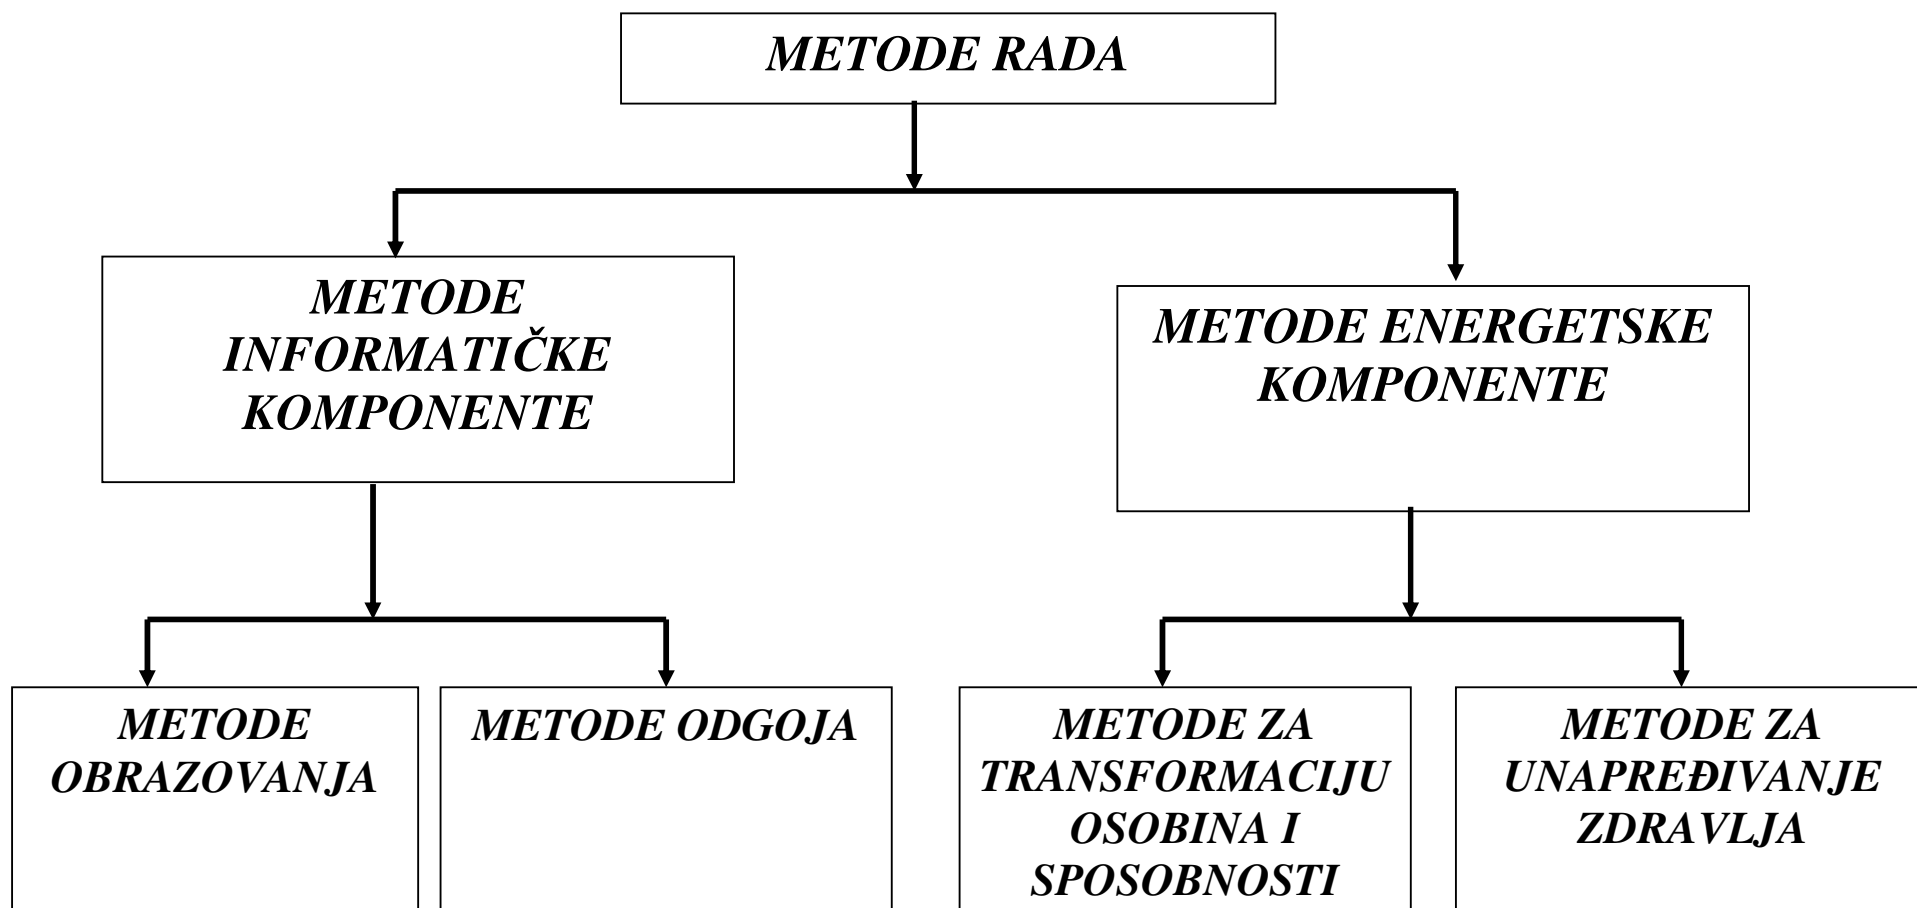 METODE RADA
METODE
INFORMATIČKE
KOMPONENTE
METODE ENERGETSKE
KOMPONENTE
METODE
OBRAZOVANJA
METODE ODGOJA
METODE ZA
TRANSFORMACIJU
OSOBINA I
SPOSOBNOSTI
METODE ZA
UNAPREĐIVANJE
ZDRAVLJA